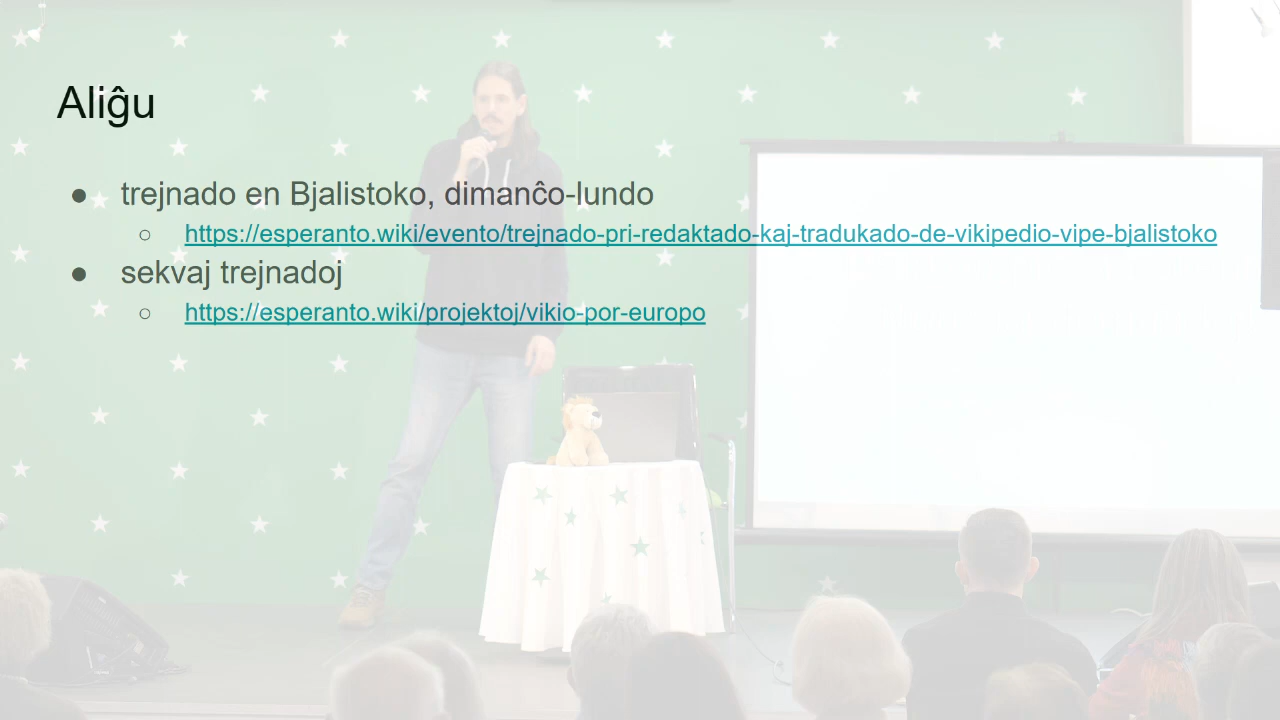 Aliĝu
● trejnado en Bjalistoko, dimanĉo-lundo
○ https://esperanto.wiki/evento/trejnado-pri-redaktado-kaj-tradukado-de-vikipedio-vipe-bjalistoko
● sekvaj trejnadoj
○ https://esperanto.wiki/projektoj/vikio-por-europo